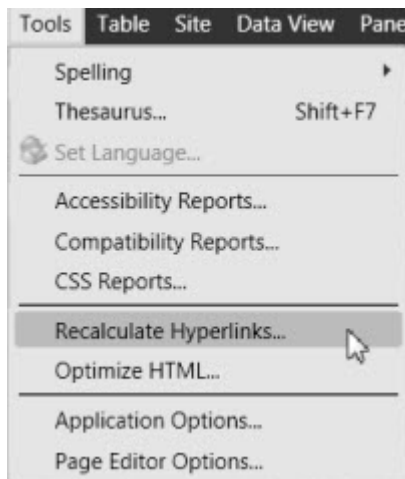 Tools Table Site Data View Pane
Spelling
Thesaurus... Shift+F7
Set Language...
Accessibility Reports...
Compatibility Reports...
CSS Reports...
Recalculate Hyperlinks...
Optimize HTML...
Application Options...
Page Editor Options...